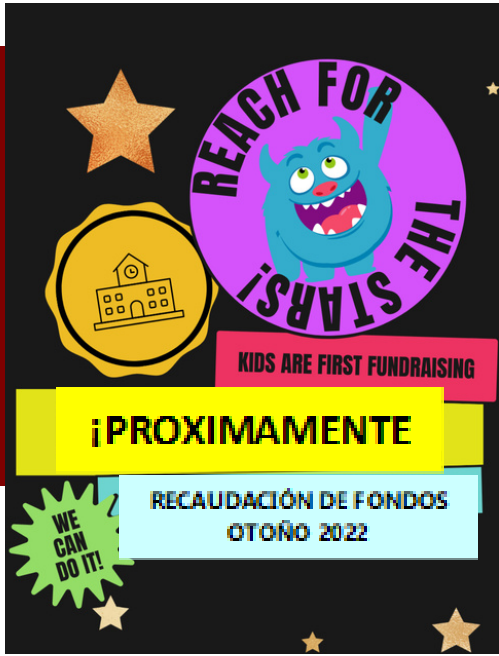 REACH FOR
THE STARS!
KIDS ARE FIRST FUNDRAISING
¡PROXIMAMENTE
RECAUDACIÓN DE FONDOS
OTOÑO 2022
WE
CAN
DO IT!